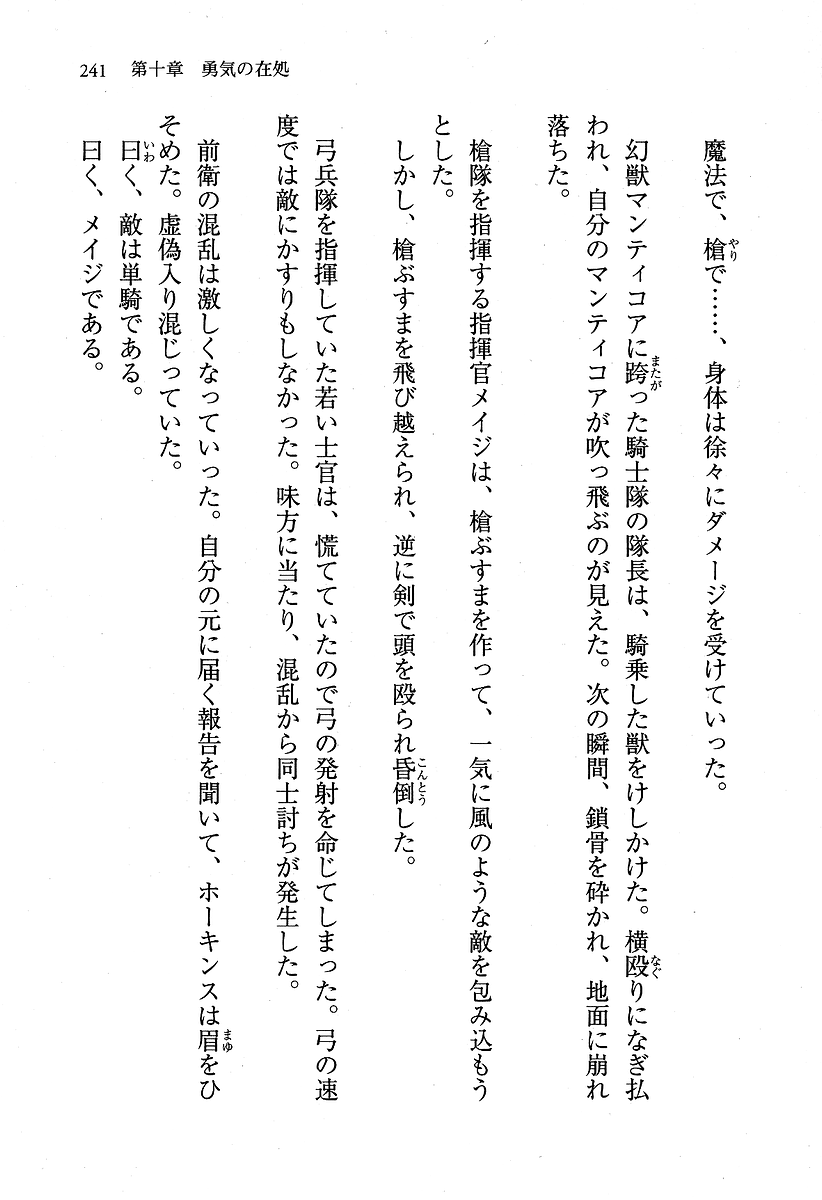 241　第十章　勇気の在処
魔法で、槍で……、身体は徐々にダメージを受けていった。
幻獣マンティコアに跨った騎士隊の隊長は、騎乗した獣をけしかけた。横殴りになぎ払
われ、自分のマンティコアが吹っ飛ぶのが見えた。次の瞬間、鎖骨を砕かれ、地面に崩れ
落ちた。
槍隊を指揮する指揮官メイジは、槍ぶすまを作って、一気に風のような敵を包み込もう
とした。
しかし、槍ぶすまを飛び越えられ、逆に剣で頭を殴られ昏倒した。
弓兵隊を指揮していた若い士官は、慌てていたので弓の発射を命じてしまった。弓の速
度では敵にかすりもしなかった。味方に当たり、混乱から同士討ちが発生した。
前衛の混乱は激しくなっていった。自分の元に届く報告を聞いて、ホーキンスは眉をひ
そめた。虚偽入り混じっていた。
曰く、敵は単騎である。
曰く、メイジである。